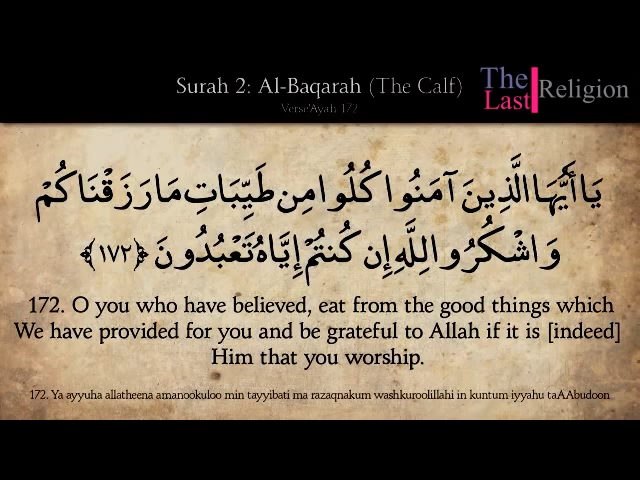 Surah 2: Al-Baqarah (The Calf)
Verse'Ayah 172
The
Last
Religion
يَا أَيُّهَا الَّذِينَ آمَنُوا كُلُوا مِن طَيِّبَاتِ مَا رَزَقْنَاكُمْ
وَاشْكُرُوا لِلَّهِ إِن كُنتُمْ إِيَّاهُ تَعْبُدُونَ ﴿١٧٢﴾
172. O you who have believed, eat from the good things which
We have provided for you and be grateful to Allah if it is [indeed]
Him that you worship.
172. Ya ayyuha allatheena amanookuloo min tayyibati ma razaqnakum washkuroolillahi in kuntum iyyahu taAAbudoon